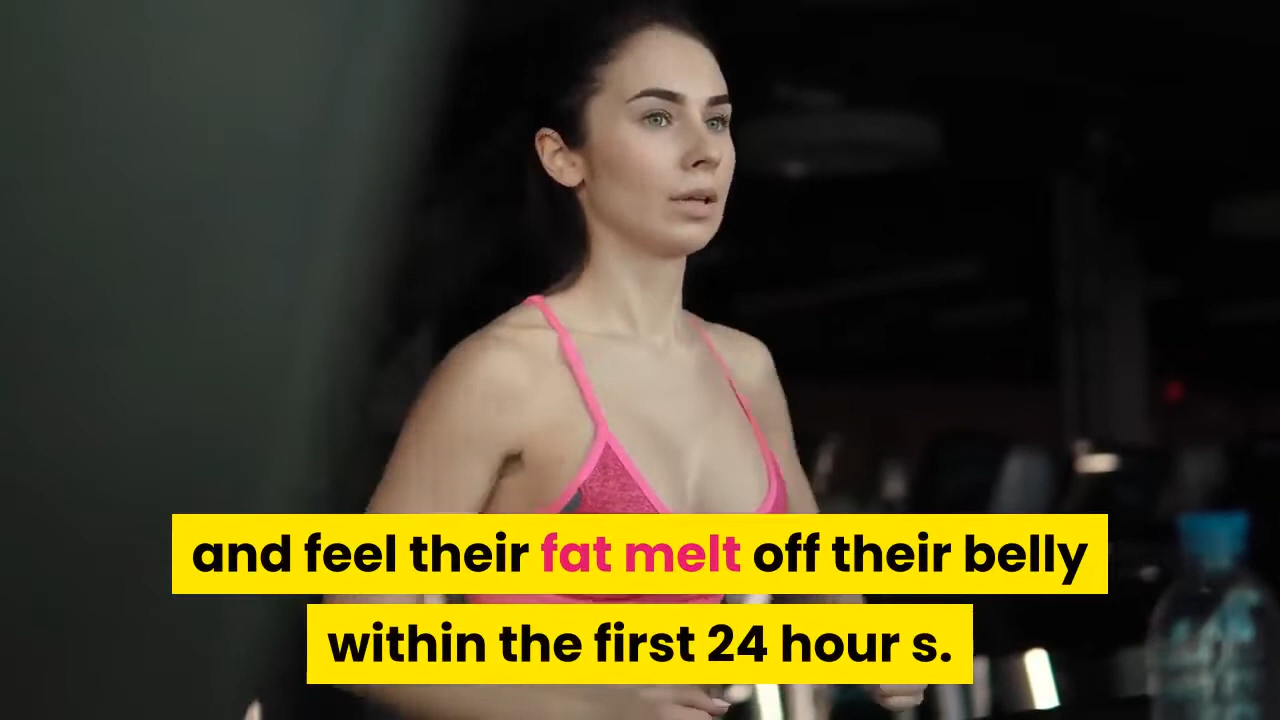 and feel their fat melt off their belly
within the first 24 hour s.